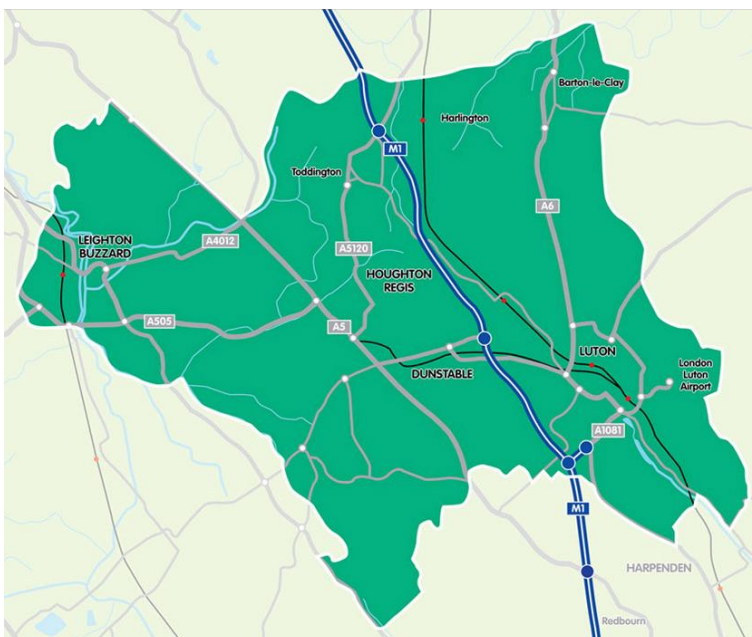 Barton-le-Clay
Harlington
M1
Toddington
A6
LEIGHTON
BUZZARD
A4012
A5120
HOUGHTON
REGIS
A505
A5
LUTON
DUNSTABLE
London
Luton
Airport
A1081
M1
HARPENDEN
Redbourn